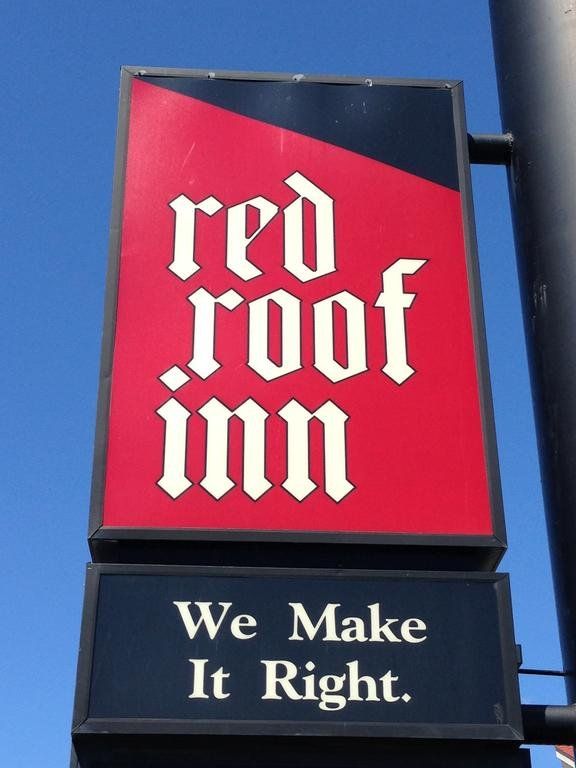 red
roof
inn
We Make
It Right.